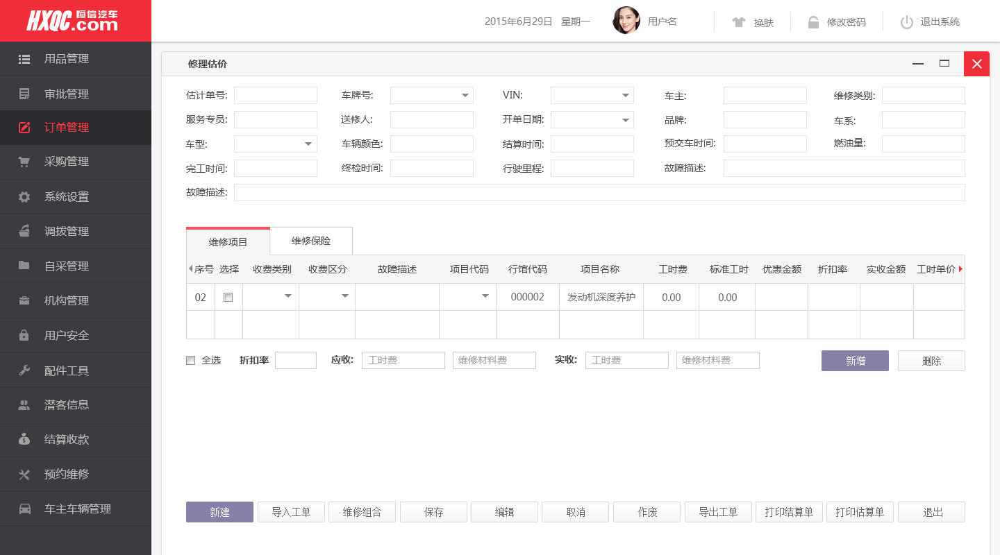 HXQC恒信汽车.com
2015年6月29日 星期一 用户名 换肤 修改密码 退出系统
用品管理
审批管理
订单管理
采购管理
系统设置
调拨管理
自采管理
机构管理
用户安全
配件工具
潜客信息
结算收款
预约维修
车主车辆管理
修理估价
估计单号: 车牌号: VIN: 车主: 维修类别:
服务专员: 送修人: 开单日期: 品牌: 车系:
车型: 车辆颜色: 结算时间: 预交车时间: 燃油量:
完工时间: 终检时间: 行驶里程: 故障描述:
故障描述:
维修项目 维修保险
序号 选择 收费类别 收费区分 故障描述 项目代码 行馆代码 项目名称 工时费 标准工时 优惠金额 折扣率 实收金额 工时单价
02 000002 发动机深度养护 0.00 0.00
全选 折扣率 应收: 工时费 维修材料费 实收: 工时费 维修材料费 新增 删除
新建 导入工单 维修组合 保存 编辑 取消 作废 导出工单 打印结算单 打印估算单 退出